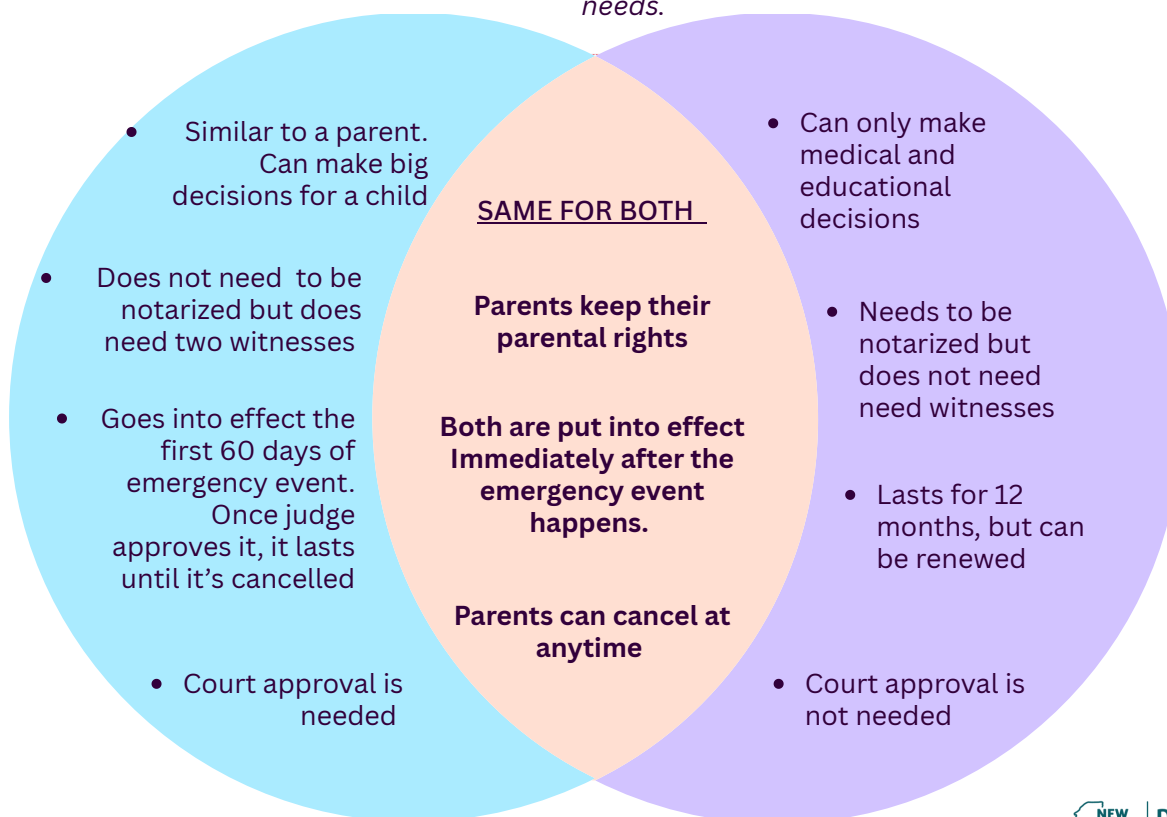 needs.
• Similar to a parent.
Can make big
decisions for a child
• Does not need to be
notarized but does
need two witnesses
• Goes into effect the
first 60 days of
emergency event.
Once judge
approves it, it lasts
until it's cancelled
• Court approval is
needed
SAME FOR BOTH
Parents keep their
parental rights
Both are put into effect
Immediately after the
emergency event
happens.
Parents can cancel at
anytime
• Can only make
medical and
educational
decisions
• Needs to be
notarized but
does not need
need witnesses
• Lasts for 12
months, but can
be renewed
• Court approval is
not needed
NEW